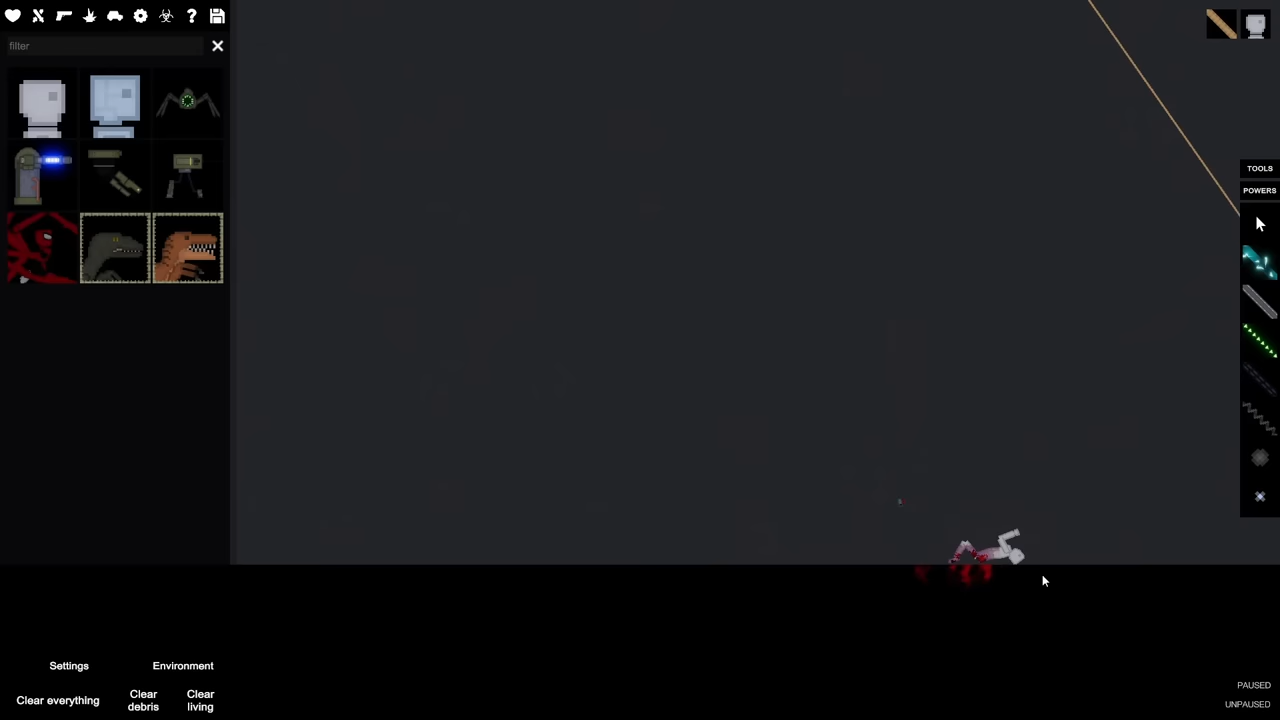 filter
TOOLS
POWERS
Settings
Environment
Clear everything
Clear
debris
Clear
living
PAUSED
UNPAUSED